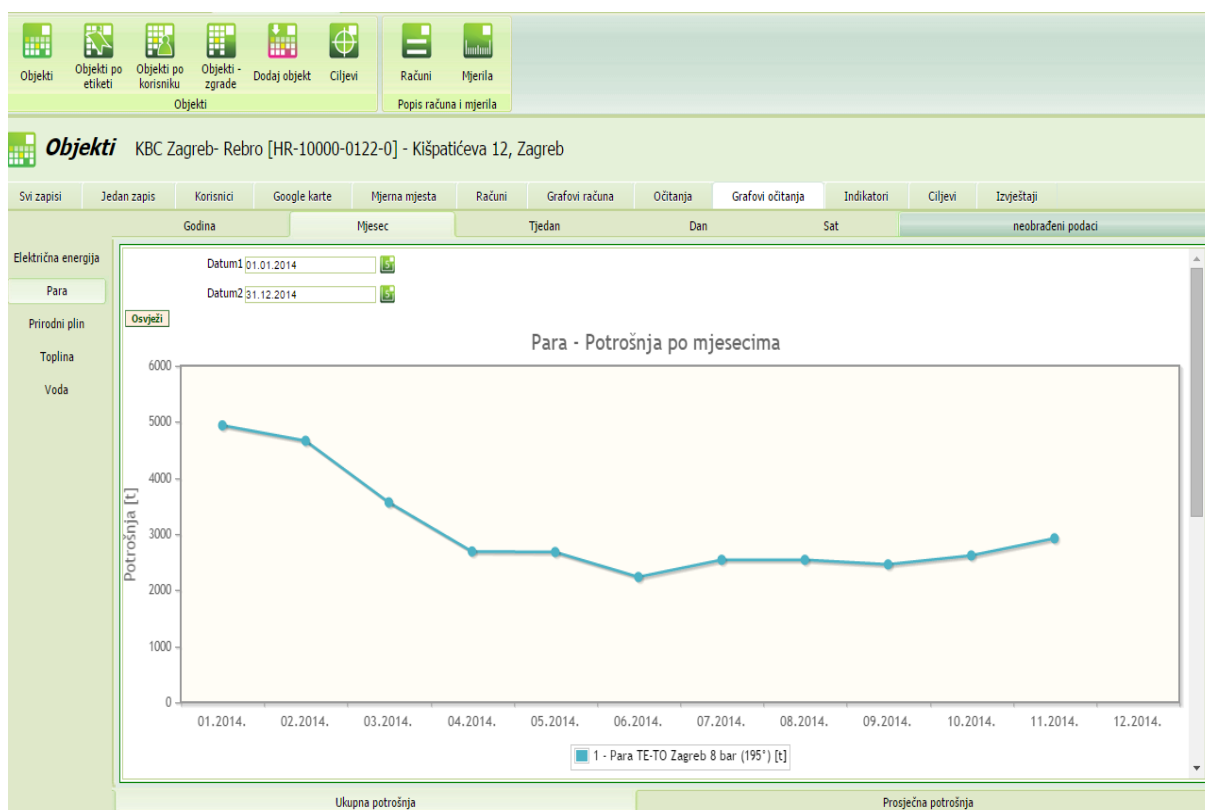 Objekti
Objekti po
etiketi
Objekti po
korisniku
Objekti -
zgrade
Dodaj objekt
Ciljevi
Računi
Mjerila
Objekti
Popis računa i mjerila
Objekti KBC Zagreb- Rebro [HR-10000-0122-0] - Kišpatićeva 12, Zagreb
Svi zapisi Jedan zapis Korisnici Google karte Mjerna mjesta Računi Grafovi računa Očitanja Grafovi očitanja Indikatori Ciljevi Izvještaji
Godina Mjesec Tjedan Dan Sat neobrađeni podaci
Električna energija
Para
Prirodni plin
Toplina
Voda
Datum1 01.01.2014
Datum2 31.12.2014
Osvježi
Para - Potrošnja po mjesecima
Potrošnja [t]
6000
5000
4000
3000
2000
1000
0
01.2014. 02.2014. 03.2014. 04.2014. 05.2014. 06.2014. 07.2014. 08.2014. 09.2014. 10.2014. 11.2014. 12.2014.
1 - Para TE-TO Zagreb 8 bar (195°) [t]
Ukupna potrošnja Prosječna potrošnja